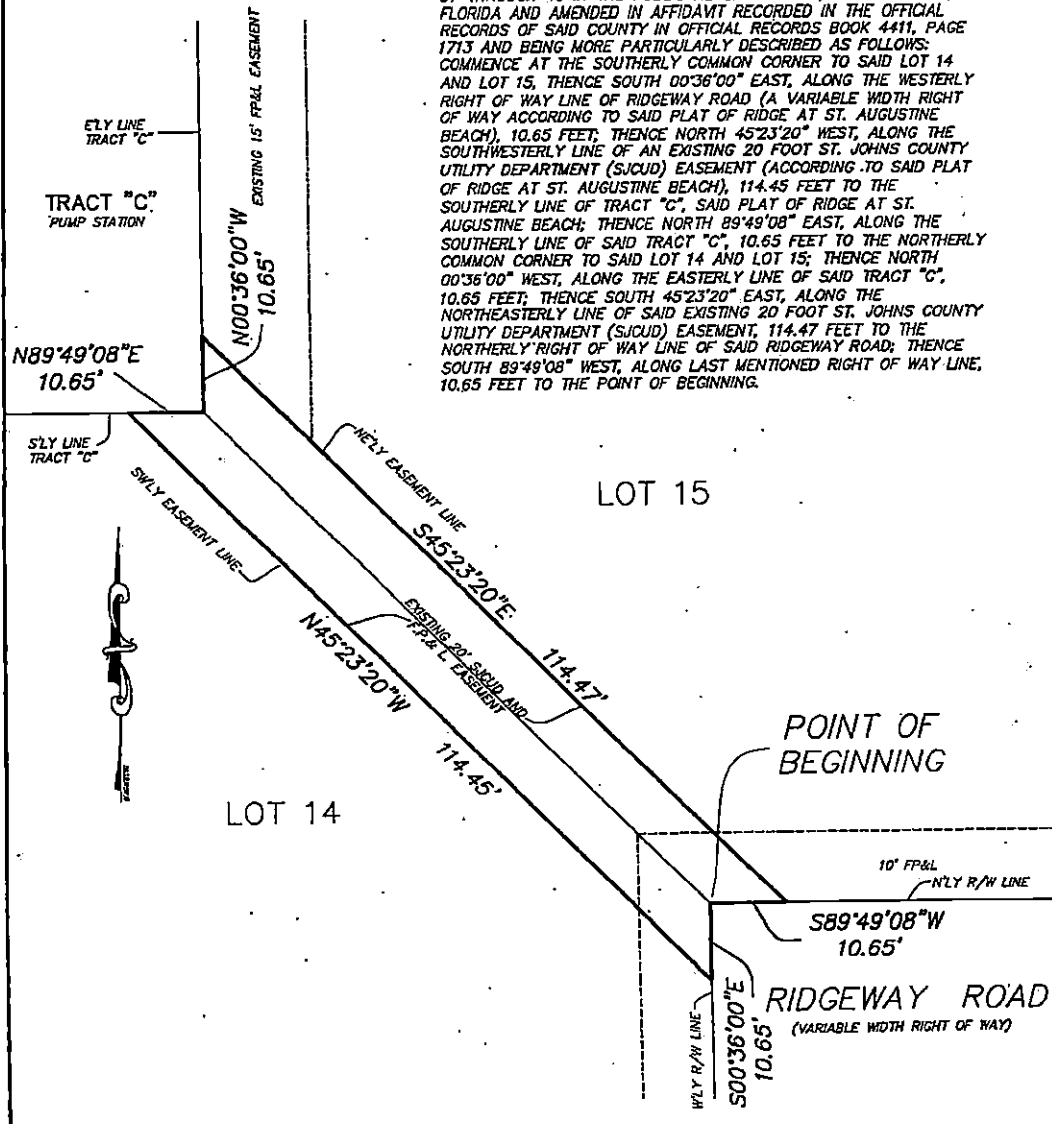 FLORIDA AND AMENDED IN AFFIDAVIT RECORDED IN THE OFFICIAL
RECORDS OF SAID COUNTY IN OFFICIAL RECORDS BOOK 4411, PAGE
1713 AND BEING MORE PARTICULARLY DESCRIBED AS FOLLOWS:
COMMENCE AT THE SOUTHERLY COMMON CORNER TO SAID LOT 14
AND LOT 15, THENCE SOUTH 00°36'00" EAST, ALONG THE WESTERLY
RIGHT OF WAY LINE OF RIDGEWAY ROAD (A VARIABLE WIDTH RIGHT
OF WAY ACCORDING TO SAID PLAT OF RIDGE AT ST. AUGUSTINE
BEACH), 10.65 FEET; THENCE NORTH 45°23'20" WEST, ALONG THE
SOUTHWESTERLY LINE OF AN EXISTING 20 FOOT ST. JOHNS COUNTY
UTILITY DEPARTMENT (SJCUD) EASEMENT (ACCORDING TO SAID PLAT
OF RIDGE AT ST. AUGUSTINE BEACH), 114.45 FEET TO THE
SOUTHERLY LINE OF TRACT "C", SAID PLAT OF RIDGE AT ST.
AUGUSTINE BEACH; THENCE NORTH 89°49'08" EAST, ALONG THE
SOUTHERLY LINE OF SAID TRACT "C", 10.65 FEET TO THE NORTHERLY
COMMON CORNER TO SAID LOT 14 AND LOT 15; THENCE NORTH
00°36'00" WEST, ALONG THE EASTERLY LINE OF SAID TRACT "C",
10.65 FEET; THENCE SOUTH 45°23'20" EAST, ALONG THE
NORTHEASTERLY LINE OF SAID EXISTING 20 FOOT ST. JOHNS COUNTY
UTILITY DEPARTMENT (SJCUD) EASEMENT, 114.47 FEET TO THE
NORTHERLY RIGHT OF WAY LINE OF SAID RIDGEWAY ROAD; THENCE
SOUTH 89°49'08" WEST, ALONG LAST MENTIONED RIGHT OF WAY LINE,
10.65 FEET TO THE POINT OF BEGINNING.
E'LY LINE
TRACT "C"
TRACT "C"
PUMP STATION
EXISTING 15' FP&L EASEMENT
N00°36'00"W
10.65'
N89°49'08"E
10.65'
S'LY LINE
TRACT "C"
SW'LY EASEMENT LINE
NE'LY EASEMENT LINE
LOT 15
S45°23'20"E
114.47'
EXISTING 20' SJCUD AND
F.P.& L. EASEMENT
N45°23'20"W
114.45'
LOT 14
POINT OF
BEGINNING
10' FP&L
N'LY R/W LINE
S89°49'08"W
10.65'
W'LY R/W LINE
S00°36'00"E
10.65'
RIDGEWAY ROAD
(VARIABLE WIDTH RIGHT OF WAY)